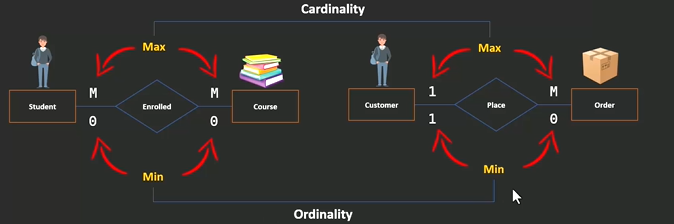 Cardinality
Max
Max
M
M
1
M
Student
Enrolled
Course
Customer
Place
Order
0
0
1
0
Min
Min
Ordinality